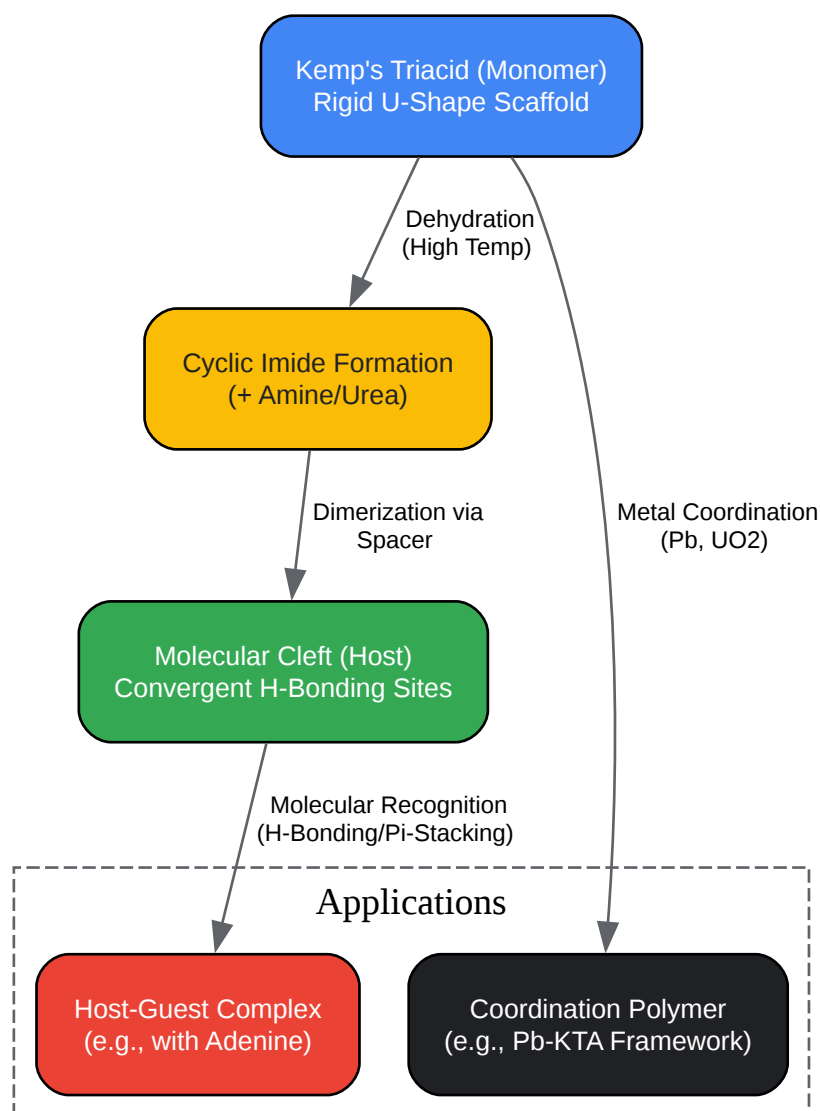 Kemp's Triacid (Monomer)
Rigid U-Shape Scaffold
Dehydration
(High Temp)
Cyclic Imide Formation
(+ Amine/Urea)
Dimerization via
Spacer
Metal Coordination
(Pb, UO2)
Molecular Cleft (Host)
Convergent H-Bonding Sites
Molecular Recognition
(H-Bonding/Pi-Stacking)
Applications
Host-Guest Complex
(e.g., with Adenine)
Coordination Polymer
(e.g., Pb-KTA Framework)